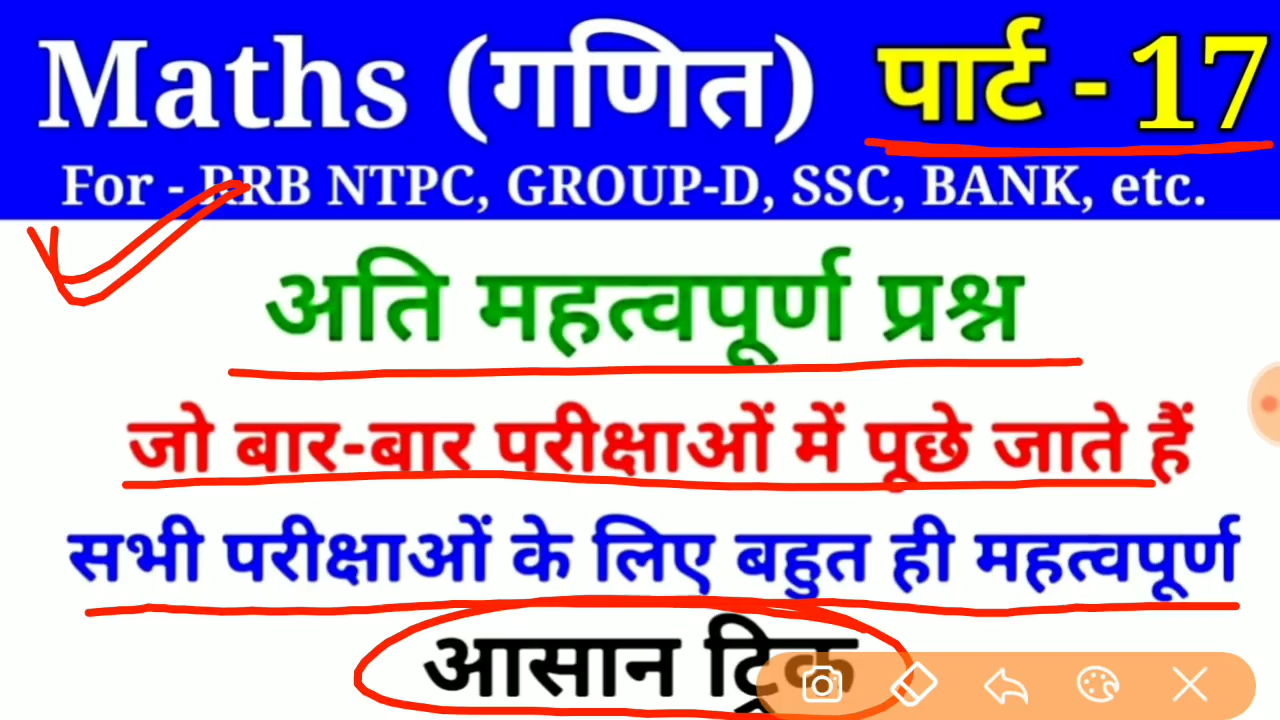 Maths (गणित) पार्ट - 17
For - RRB NTPC, GROUP-D, SSC, BANK, etc.
अति महत्वपूर्ण प्रश्न
जो बार-बार परीक्षाओं में पूछे जाते हैं
सभी परीक्षाओं के लिए बहुत ही महत्वपूर्ण
आसान ट्रिक